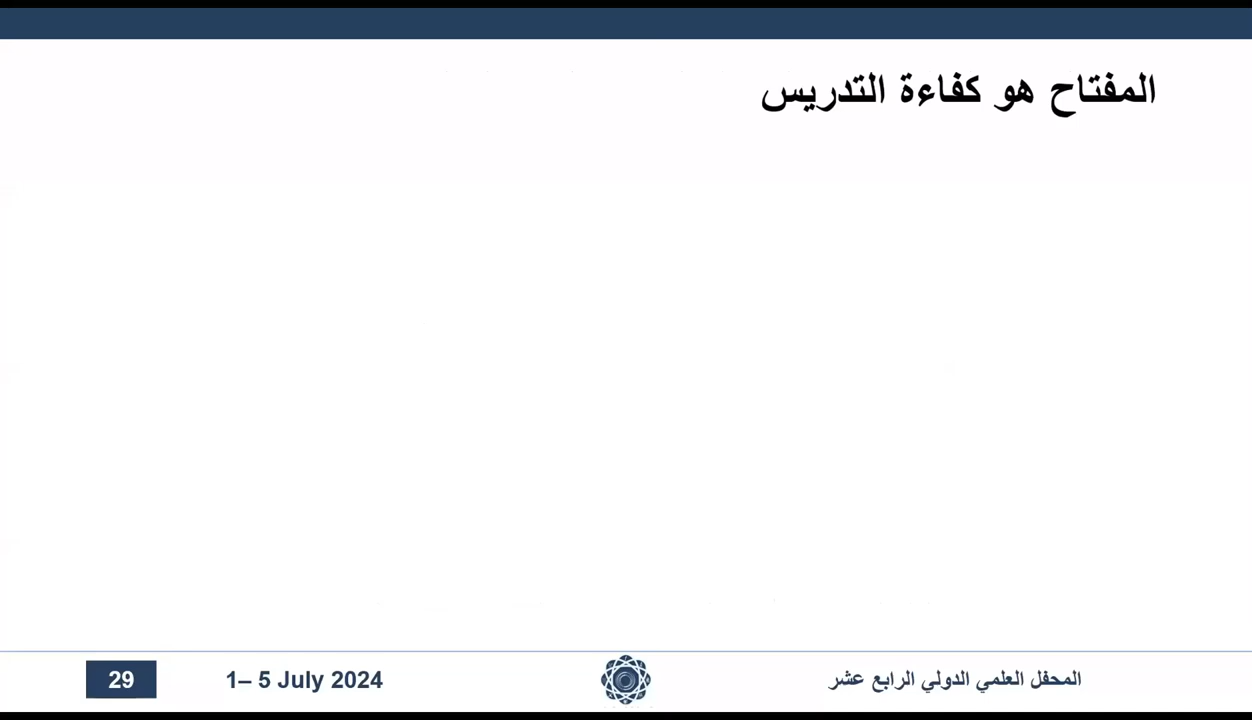 المفتاح هو كفاءة التدريس
المحفل العلمي الدولي الرابع عشر
1– 5 July 2024
29